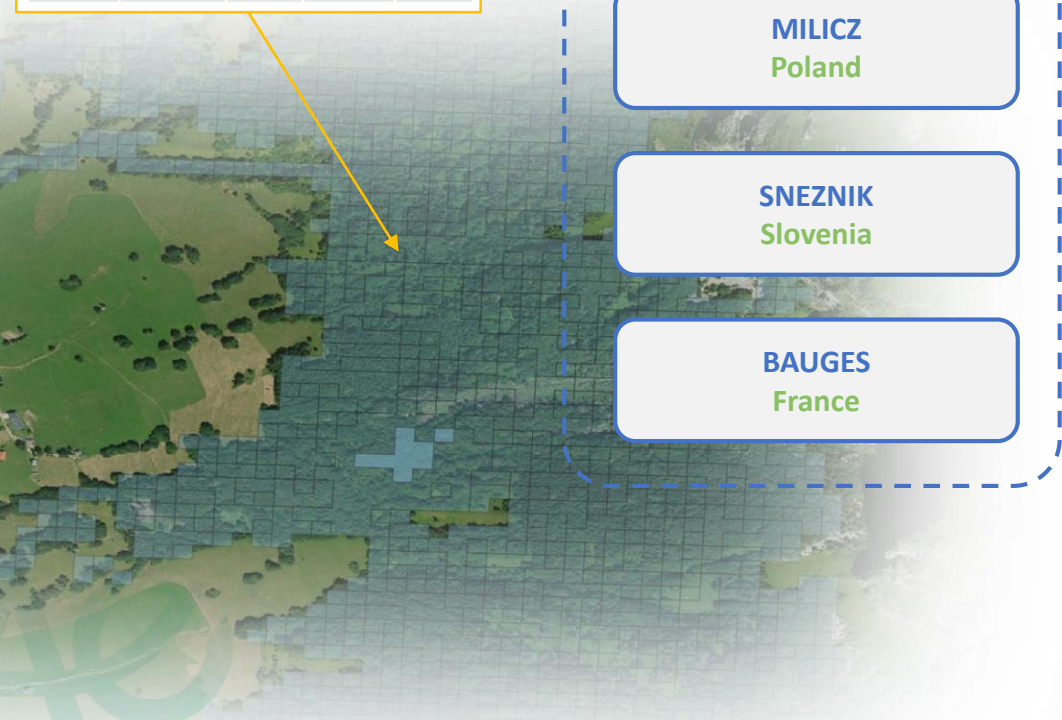 MILICZ
Poland
SNEZNIK
Slovenia
BAUGES
France